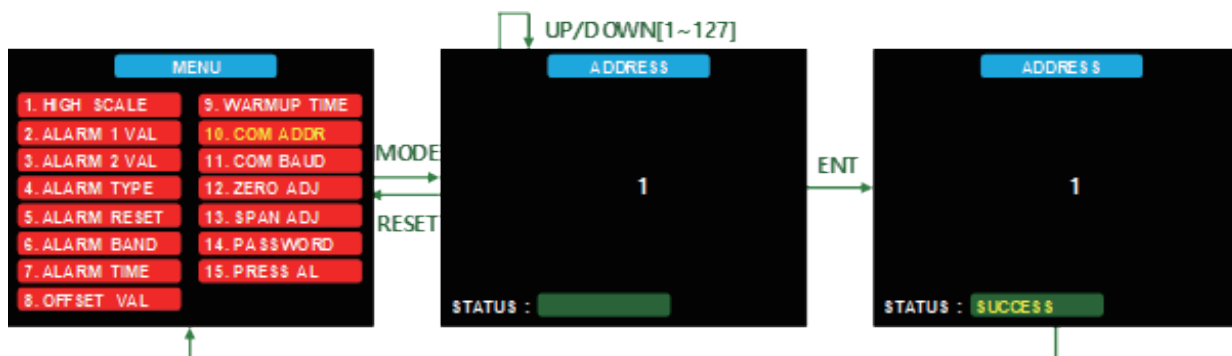 UP/DOWN[1~127]
MENU
1. HIGH SCALE
2. ALARM 1 VAL
3. ALARM 2 VAL
4. ALARM TYPE
5. ALARM RESET
6. ALARM BAND
7. ALARM TIME
8. OFFSET VAL
9. WARMUP TIME
10. COM ADDR
11. COM BAUD
12. ZERO ADJ
13. SPAN ADJ
14. PASSWORD
15. PRESS AL
MODE
RESET
ADDRESS
1
STATUS :
ENT
ADDRESS
1
STATUS : SUCCESS